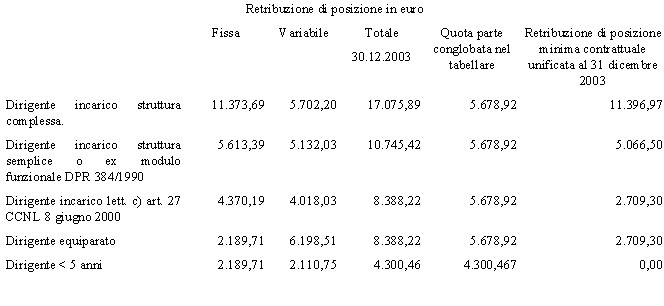 Retribuzione di posizione in euro
Fissa Variabile Totale Quota parte Retribuzione di posizione
30.12.2003 conglobata nel minima contrattuale
tabellare unificata al 31 dicembre
2003
Dirigente incarico struttura 11.373,69 5.702,20 17.075,89 5.678,92 11.396,97
complessa.
Dirigente incarico struttura 5.613,39 5.132,03 10.745,42 5.678,92 5.066,50
semplice o ex modulo
funzionale DPR 384/1990
Dirigente incarico lett. c) art. 27 4.370,19 4.018,03 8.388,22 5.678,92 2.709,30
CCNL 8 giugno 2000
Dirigente equiparato 2.189,71 6.198,51 8.388,22 5.678,92 2.709,30
Dirigente < 5 anni 2.189,71 2.110,75 4.300,46 4.300,467 0,00